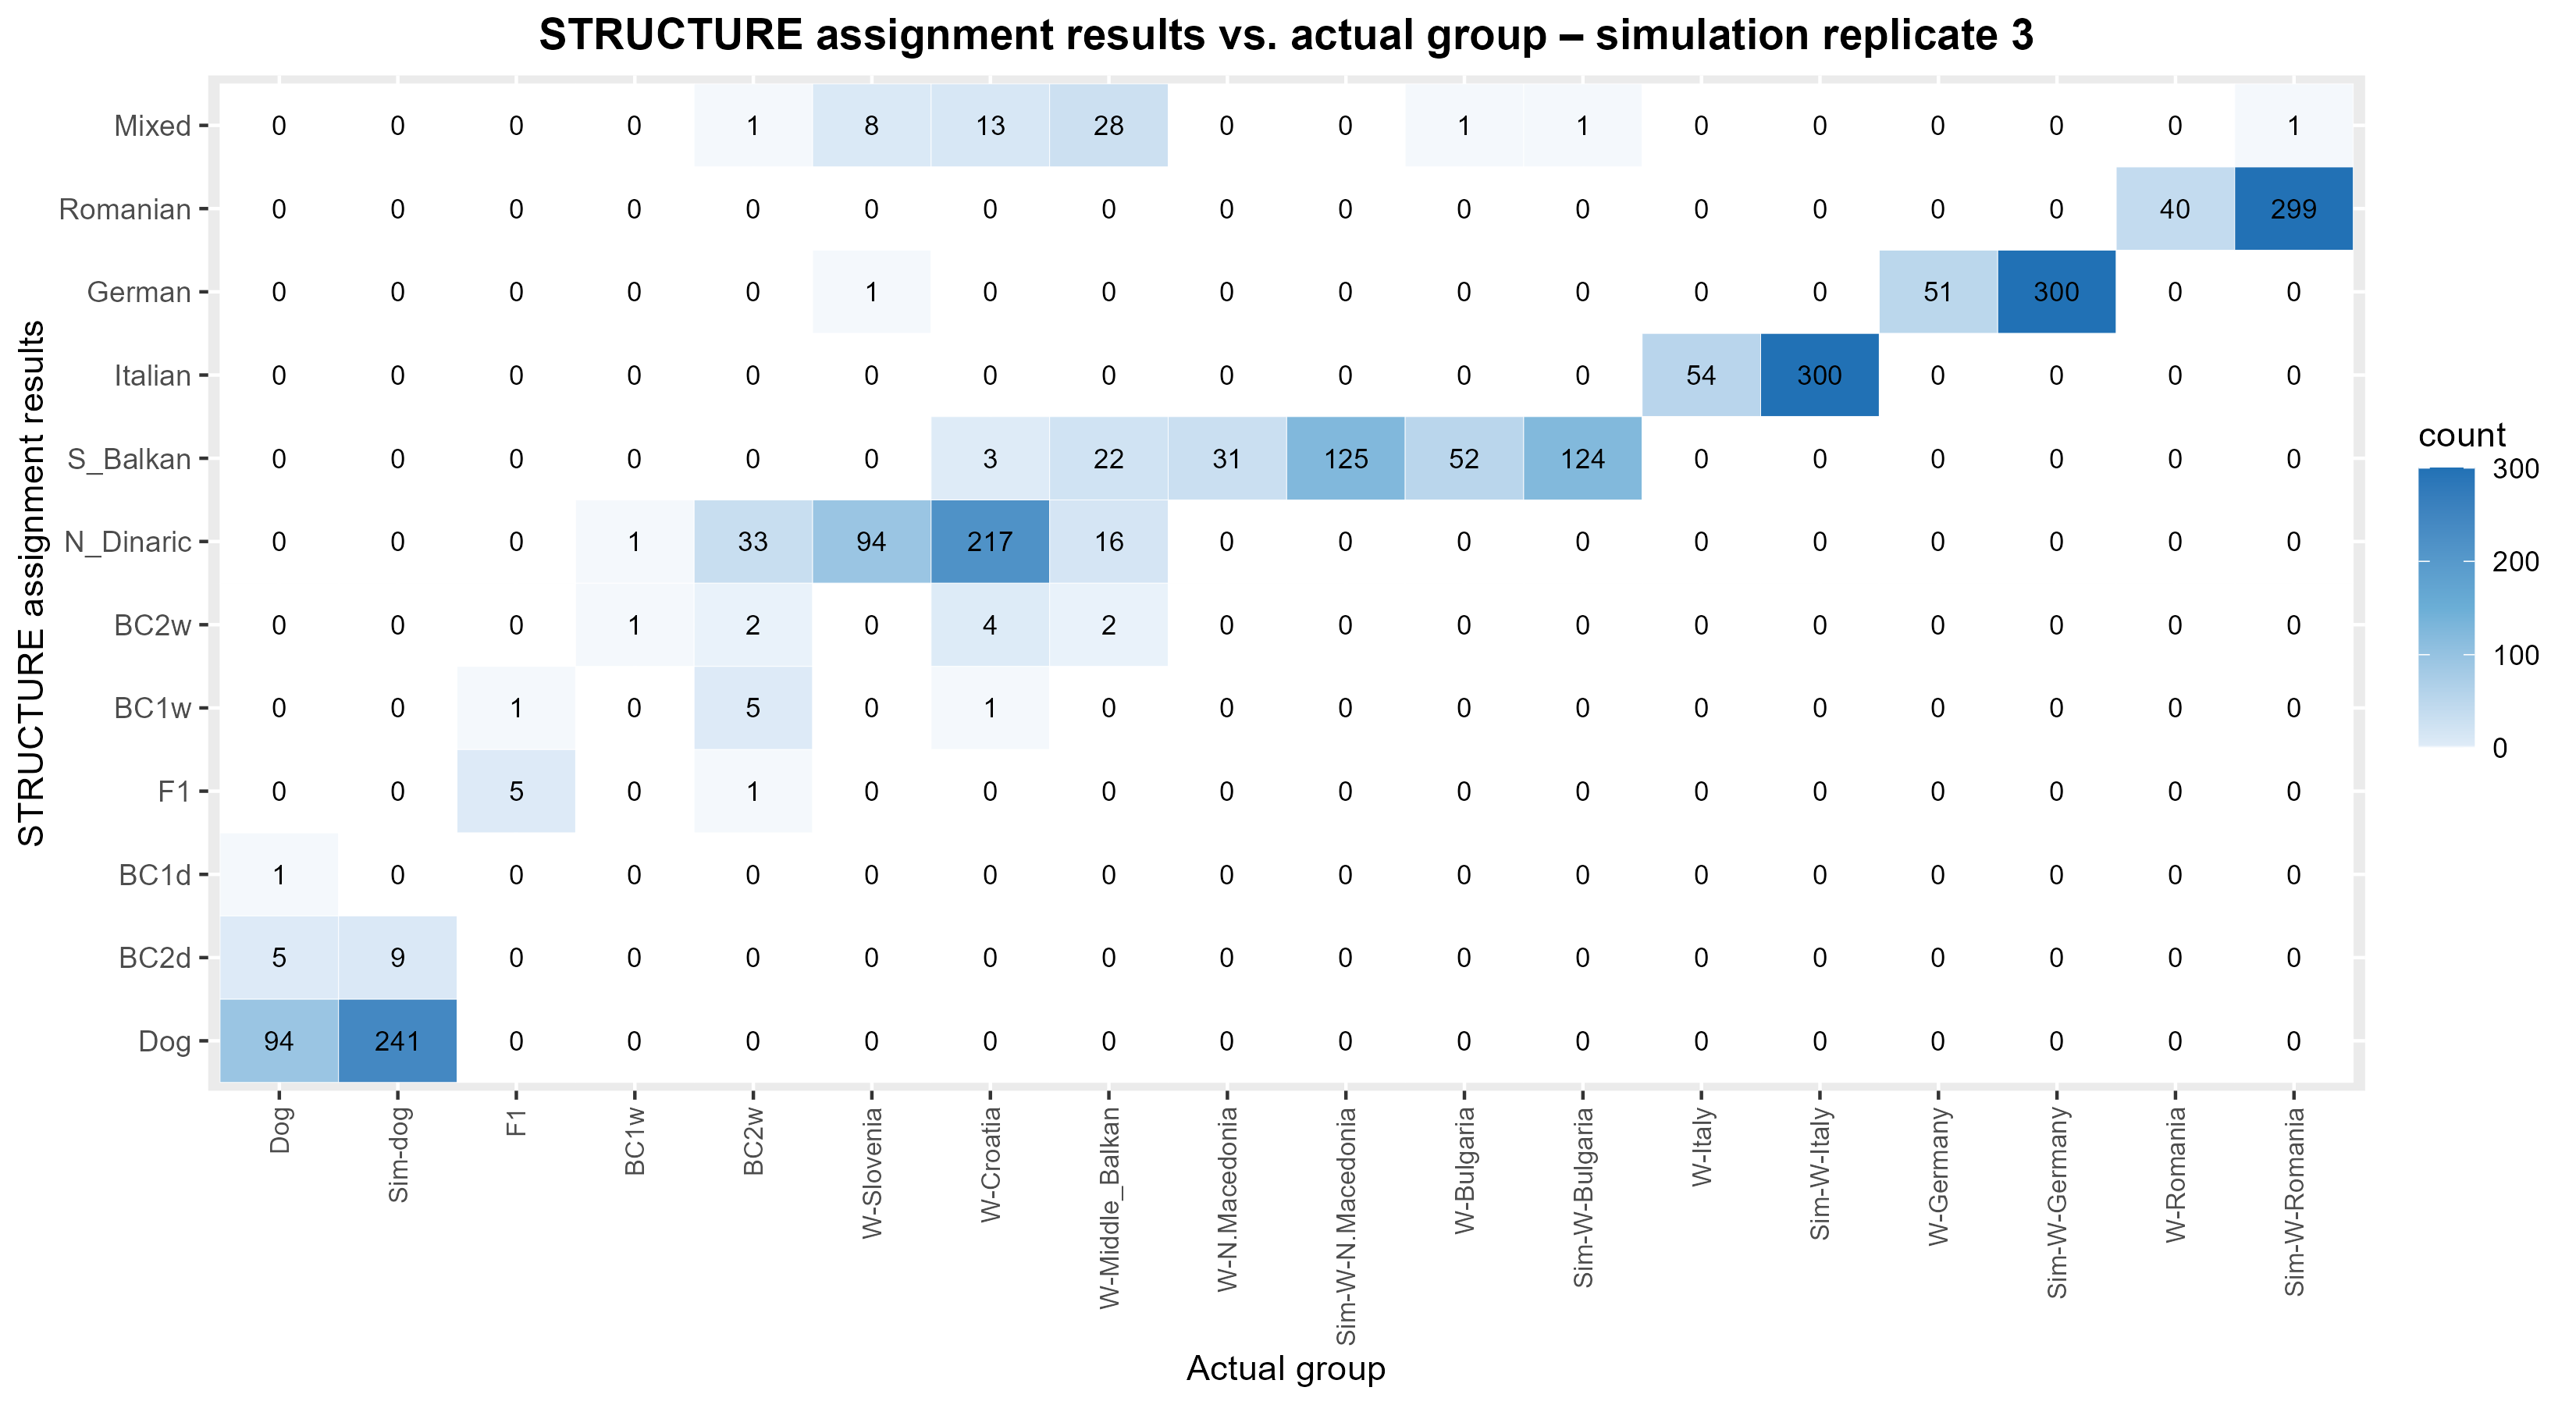 STRUCTURE assignment results vs. actual group – simulation replicate 3
STRUCTURE assignment results
Mixed 0 0 0 0 1 8 13 28 0 0 1 1 0 0 0 0 0 1
Romanian 0 0 0 0 0 0 0 0 0 0 0 0 0 0 0 0 40 299
German 0 0 0 0 0 1 0 0 0 0 0 0 0 0 51 300 0 0
Italian 0 0 0 0 0 0 0 0 0 0 0 0 54 300 0 0 0 0
S_Balkan 0 0 0 0 0 0 3 22 31 125 52 124 0 0 0 0 0 0
N_Dinaric 0 0 0 1 33 94 217 16 0 0 0 0 0 0 0 0 0 0
BC2w 0 0 0 1 2 0 4 2 0 0 0 0 0 0 0 0 0 0
BC1w 0 0 1 0 5 0 1 0 0 0 0 0 0 0 0 0 0 0
F1 0 0 5 0 1 0 0 0 0 0 0 0 0 0 0 0 0 0
BC1d 1 0 0 0 0 0 0 0 0 0 0 0 0 0 0 0 0 0
BC2d 5 9 0 0 0 0 0 0 0 0 0 0 0 0 0 0 0 0
Dog 94 241 0 0 0 0 0 0 0 0 0 0 0 0 0 0 0 0
Dog
Sim-dog
F1
BC1w
BC2w
W-Slovenia
W-Croatia
W-Middle_Balkan
W-N.Macedonia
Sim-W-N.Macedonia
W-Bulgaria
Sim-W-Bulgaria
W-Italy
Sim-W-Italy
W-Germany
Sim-W-Germany
W-Romania
Sim-W-Romania
Actual group
count
300
200
100
0